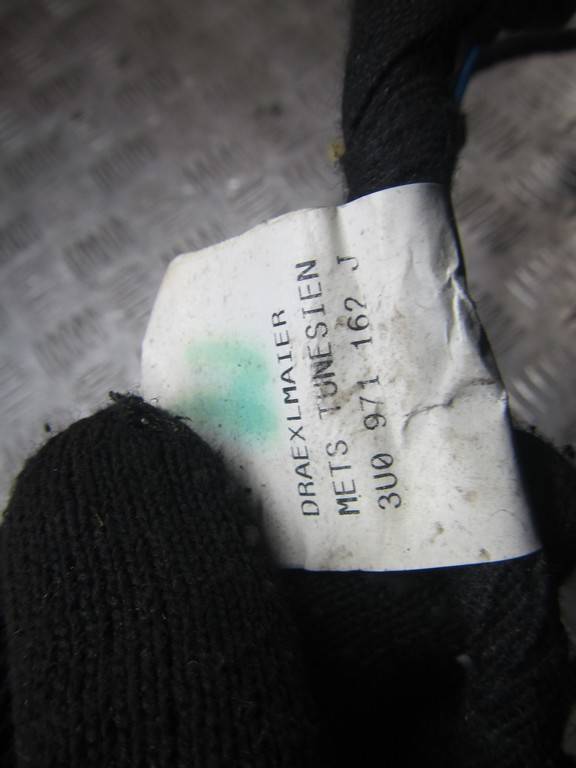 DRAEXLMAIER
METS TUNESIEN
3U0 971 162 J